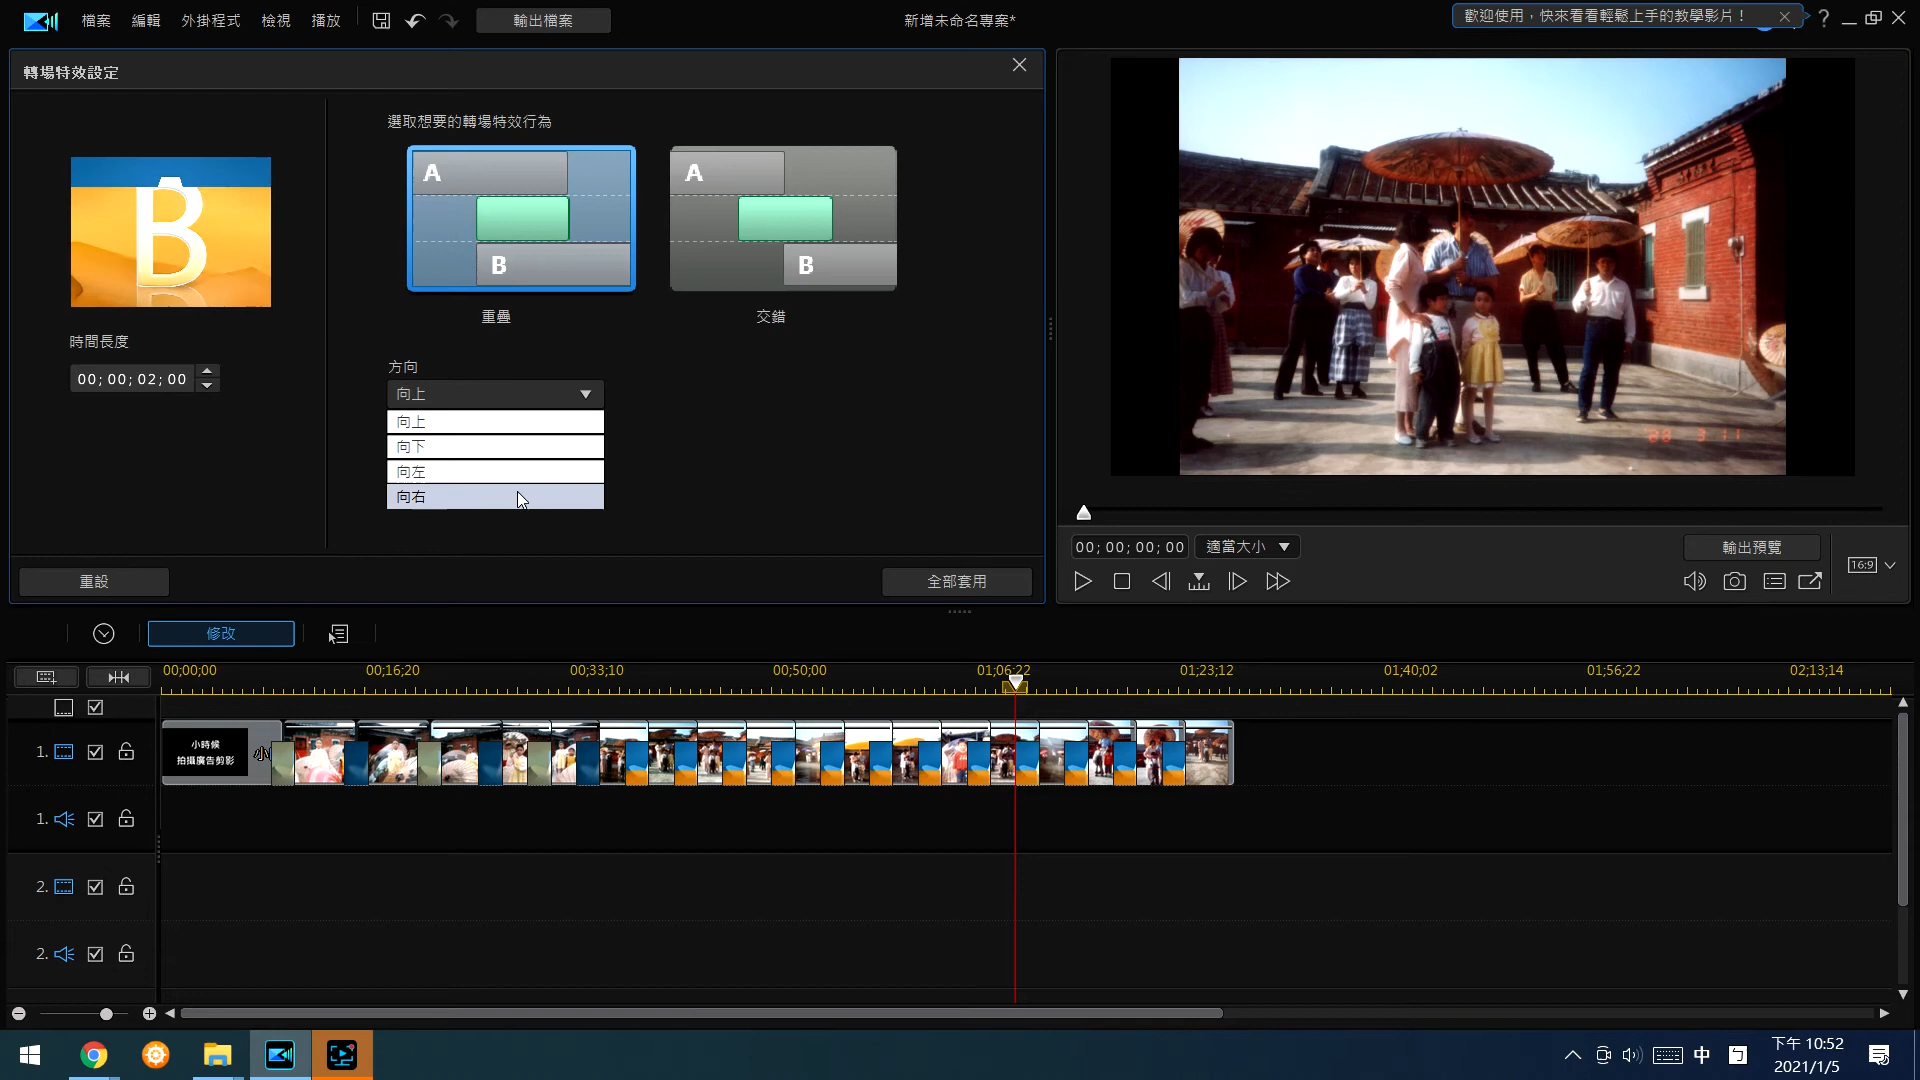 檔案 編輯 外掛程式 檢視 播放 輸出檔案 新增未命名專案* 歡迎使用，快來看看輕鬆上手的教學影片！
轉場特效設定
選取想要的轉場特效行為
A
B
重疊
A
B
交錯
B
時間長度
00;00;02;00
方向
向上
向上
向下
向左
向右
重設 全部套用
'88 3 11
00;00;00;00 適當大小 輸出預覽
16:9
修改
00;00;00 00;16;20 00;33;10 00;50;00 01;06;22 01;23;12 01;40;02 01;56;22 02;13;14
1.
小時候
拍攝廣告剪影
小
1.
2.
2.
中
下午 10:52
2021/1/5